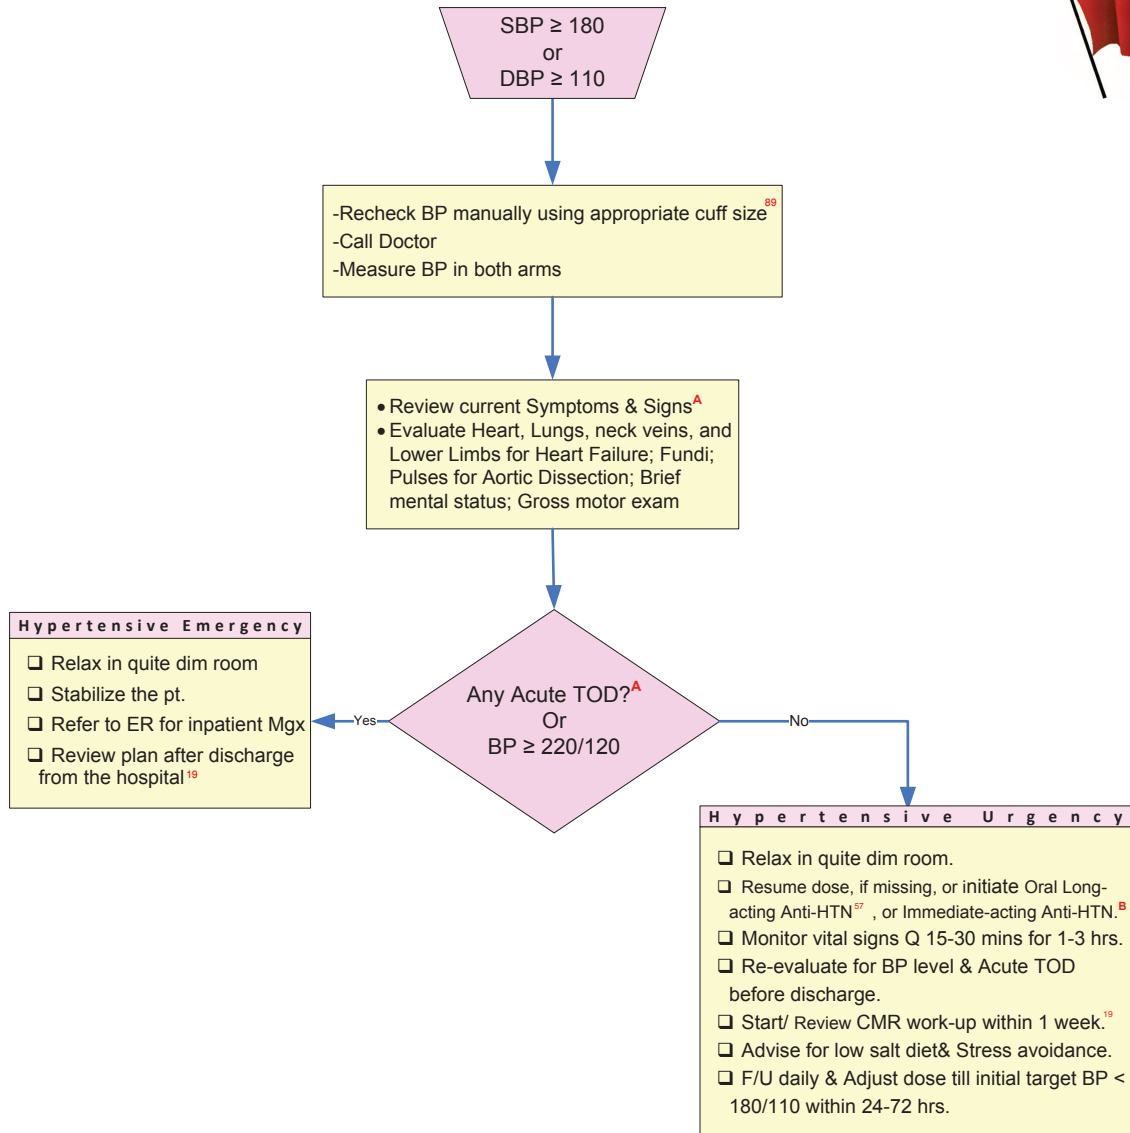 SBP ≥ 180
or
DBP ≥ 110
-Recheck BP manually using appropriate cuff size 89
-Call Doctor
-Measure BP in both arms
• Review current Symptoms & Signs A
• Evaluate Heart, Lungs, neck veins, and
Lower Limbs for Heart Failure; Fundi;
Pulses for Aortic Dissection; Brief
mental status; Gross motor exam
Any Acute TOD? A
Or
BP ≥ 220/120
Yes
No
Hypertensive Emergency
❑ Relax in quite dim room
❑ Stabilize the pt.
❑ Refer to ER for inpatient Mgx
❑ Review plan after discharge
from the hospital 19
Hypertensive Urgency
❑ Relax in quite dim room.
❑ Resume dose, if missing, or initiate Oral Long-
acting Anti-HTN 57 , or Immediate-acting Anti-HTN. B
❑ Monitor vital signs Q 15-30 mins for 1-3 hrs.
❑ Re-evaluate for BP level & Acute TOD
before discharge.
❑ Start/ Review CMR work-up within 1 week. 19
❑ Advise for low salt diet& Stress avoidance.
❑ F/U daily & Adjust dose till initial target BP <
180/110 within 24-72 hrs.